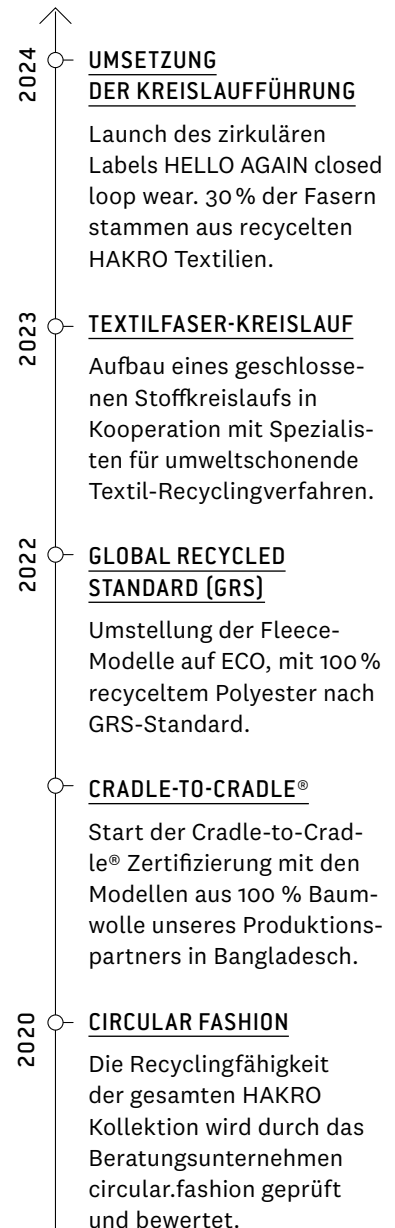 2024
UMSETZUNG
DER KREISLAUFFÜHRUNG
Launch des zirkulären
Labels HELLO AGAIN closed
loop wear. 30 % der Fasern
stammen aus recycelten
HAKRO Textilien.
2023
TEXTILFASER-KREISLAUF
Aufbau eines geschlosse-
nen Stoffkreislaufs in
Kooperation mit Spezialis-
ten für umweltschonende
Textil-Recyclingverfahren.
2022
GLOBAL RECYCLED
STANDARD (GRS)
Umstellung der Fleece-
Modelle auf ECO, mit 100 %
recyceltem Polyester nach
GRS-Standard.
CRADLE-TO-CRADLE®
Start der Cradle-to-Crad-
le® Zertifizierung mit den
Modellen aus 100 % Baum-
wolle unseres Produktions-
partners in Bangladesch.
2020
CIRCULAR FASHION
Die Recyclingfähigkeit
der gesamten HAKRO
Kollektion wird durch das
Beratungsunternehmen
circular.fashion geprüft
und bewertet.